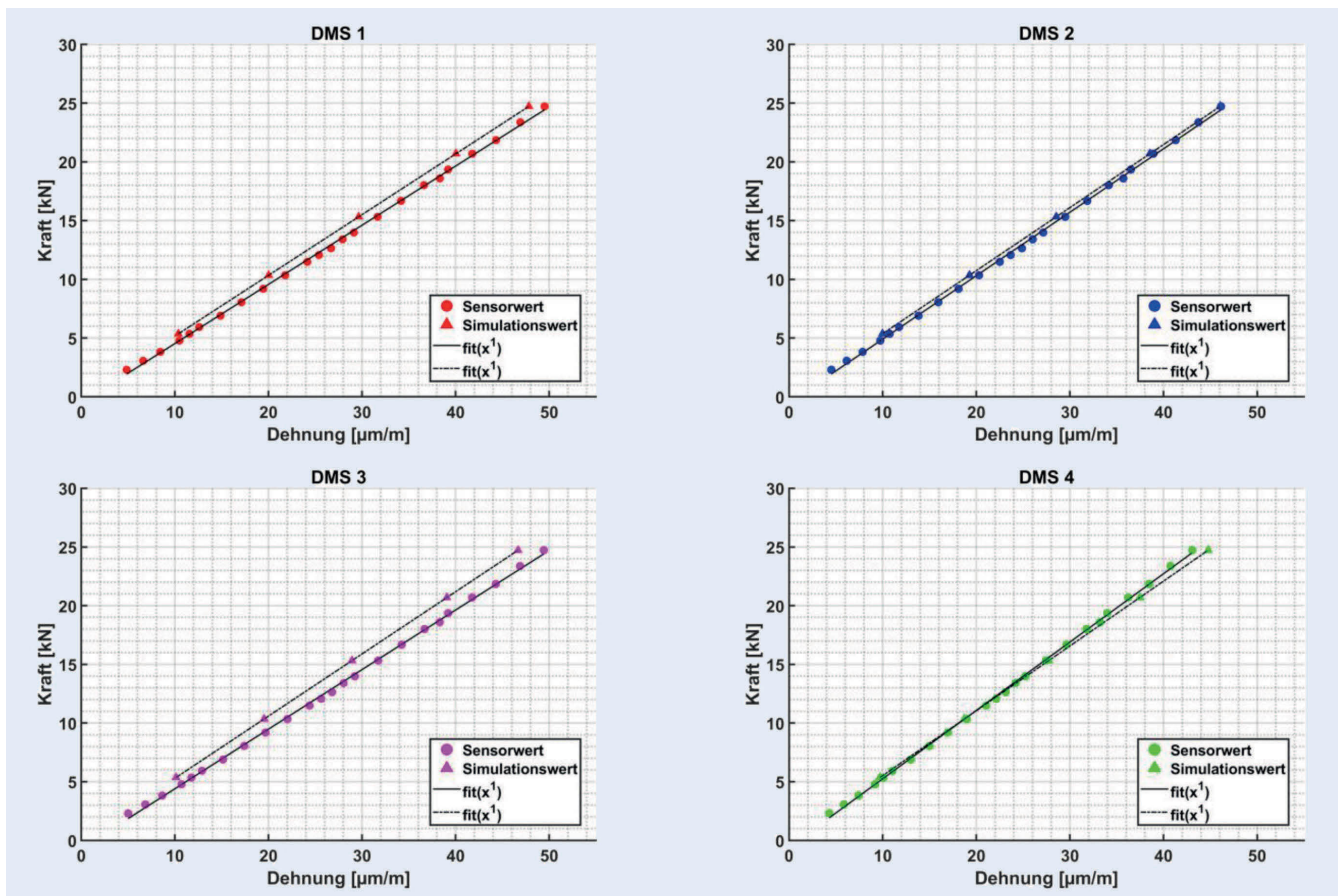 DMS 1
30
25
20
15
10
5
0
Kraft [kN]
Sensorwert
Simulationswert
fit(x¹)
fit(x¹)
0 10 20 30 40 50
Dehnung [µm/m]
DMS 2
30
25
20
15
10
5
0
Kraft [kN]
Sensorwert
Simulationswert
fit(x¹)
fit(x¹)
0 10 20 30 40 50
Dehnung [µm/m]
DMS 3
30
25
20
15
10
5
0
Kraft [kN]
Sensorwert
Simulationswert
fit(x¹)
fit(x¹)
0 10 20 30 40 50
Dehnung [µm/m]
DMS 4
30
25
20
15
10
5
0
Kraft [kN]
Sensorwert
Simulationswert
fit(x¹)
fit(x¹)
0 10 20 30 40 50
Dehnung [µm/m]